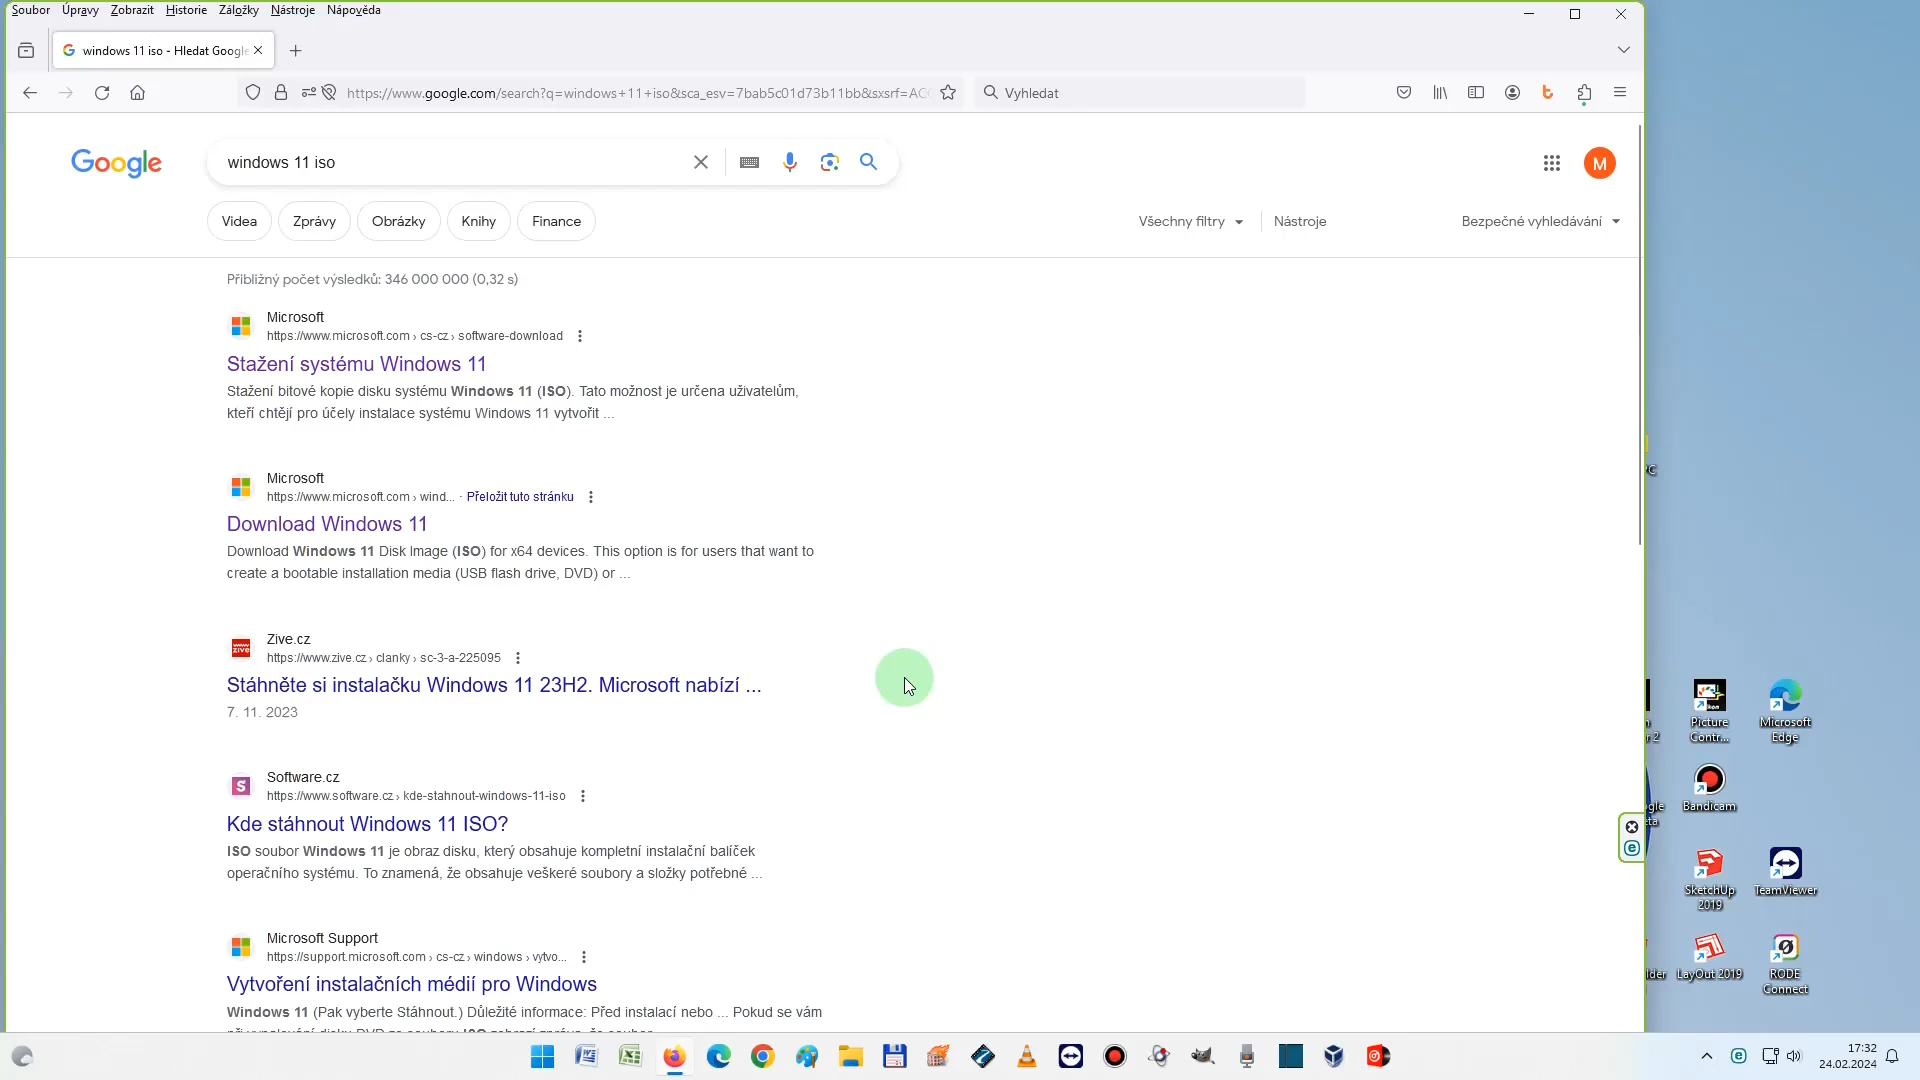 Soubor Úpravy Zobrazit Historie Záložky Nástroje Nápověda
windows 11 iso - Hledat Google
https://www.google.com/search?q=windows+11+iso&sca_esv=7bab5c01d73b11bb&sxsrf=AC
Vyhledat
Google
windows 11 iso
M
Videa
Zprávy
Obrázky
Knihy
Finance
Všechny filtry
Nástroje
Bezpečné vyhledávání
Přibližný počet výsledků: 346 000 000 (0,32 s)
Microsoft
https://www.microsoft.com › cs-cz › software-download
Stažení systému Windows 11
Stažení bitové kopie disku systému Windows 11 (ISO). Tato možnost je určena uživatelům,
kteří chtějí pro účely instalace systému Windows 11 vytvořit ...
Microsoft
https://www.microsoft.com › wind... · Přeložit tuto stránku
Download Windows 11
Download Windows 11 Disk Image (ISO) for x64 devices. This option is for users that want to
create a bootable installation media (USB flash drive, DVD) or ...
Zive.cz
https://www.zive.cz › clanky › sc-3-a-225095
Stáhněte si instalačku Windows 11 23H2. Microsoft nabízí ...
7. 11. 2023
Software.cz
https://www.software.cz › kde-stahnout-windows-11-iso
Kde stáhnout Windows 11 ISO?
ISO soubor Windows 11 je obraz disku, který obsahuje kompletní instalační balíček
operačního systému. To znamená, že obsahuje veškeré soubory a složky potřebné ...
Microsoft Support
https://support.microsoft.com › cs-cz › windows › vytvo...
Vytvoření instalačních médií pro Windows
Windows 11 (Pak vyberte Stáhnout.) Důležité informace: Před instalací nebo ... Pokud se vám
Picture
Contr...
Microsoft
Edge
Bandicam
SketchUp
2019
TeamViewer
LayOut 2019
RODE
Connect
17:32
24.02.2024